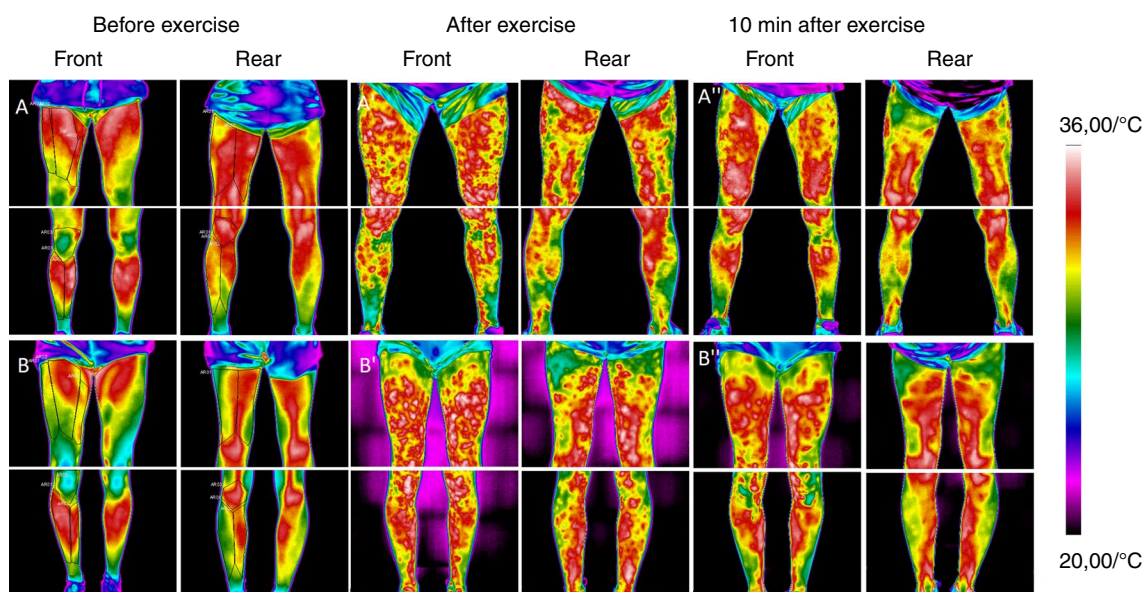 Before exercise After exercise 10 min after exercise
Front Rear Front Rear Front Rear
A A' A''
36,00/°C
B B' B''
20,00/°C